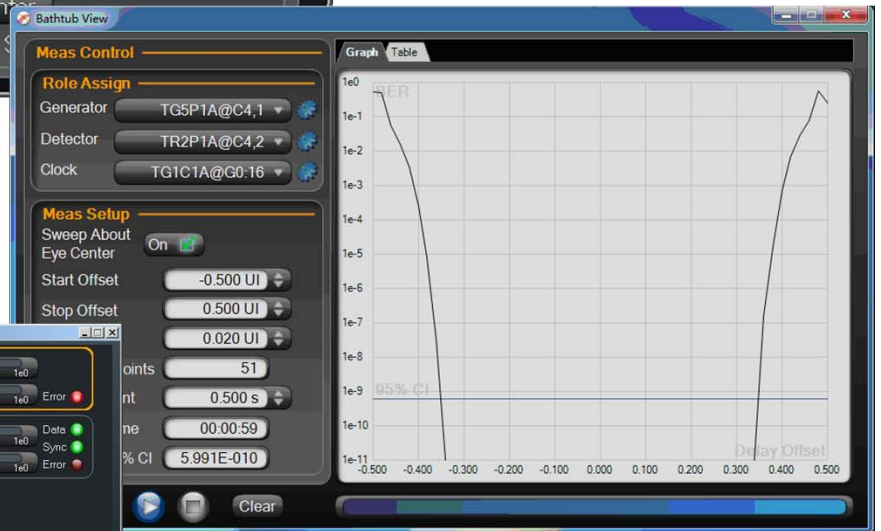 Bathtub View
Meas Control
Role Assign
Generator TG5P1A@C4,1
Detector TR2P1A@C4,2
Clock TG1C1A@G0:16
Meas Setup
Sweep About
Eye Center On
Start Offset -0.500 UI
Stop Offset 0.500 UI
0.020 UI
oints 51
nt 0.500 s
me 00:00:59
% CI 5.991E-010
Clear
1e0
1e0 Error
1e0 Data
Sync
1e0 Error
Graph Table
BER
1e0
1e-1
1e-2
1e-3
1e-4
1e-5
1e-6
1e-7
1e-8
1e-9
95% CI
1e-10
1e-11
Delay Offset
-0.500 -0.400 -0.300 -0.200 -0.100 0.000 0.100 0.200 0.300 0.400 0.500